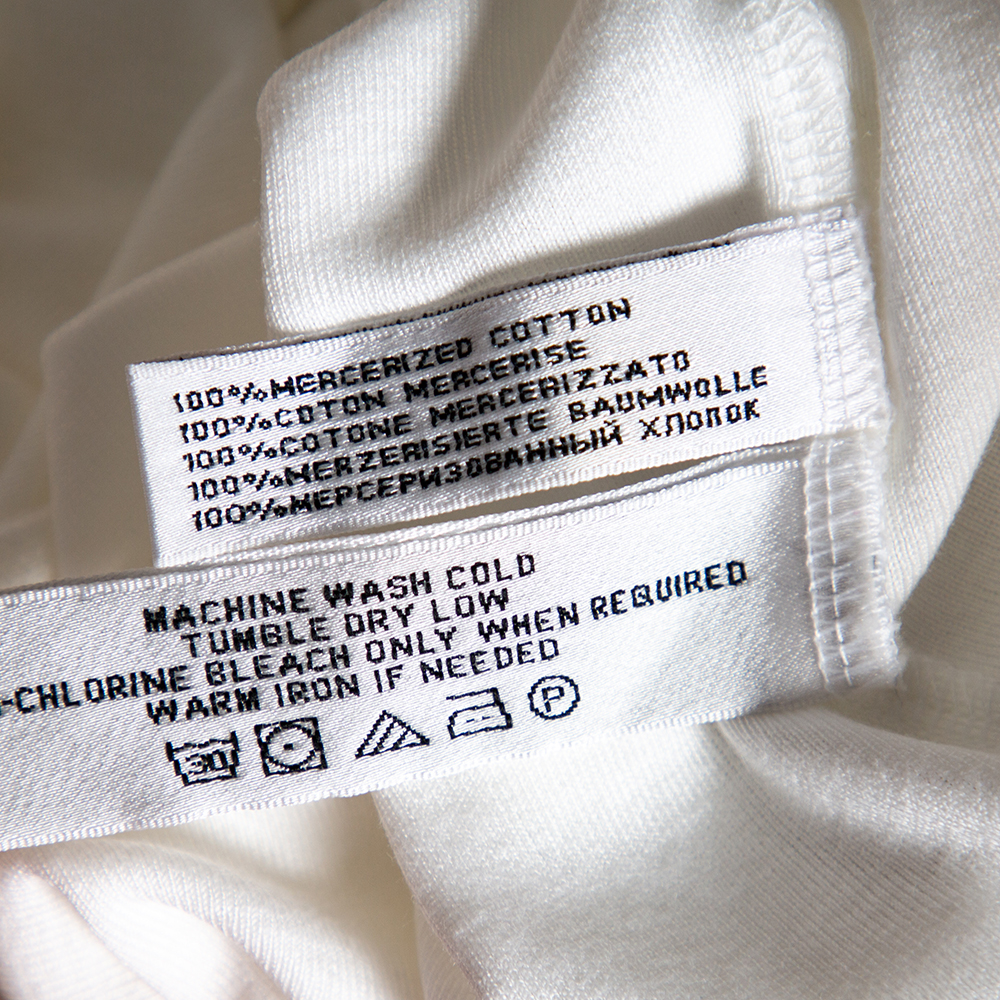 100%MERCERIZED COTTON
100%COTON MERCERISE
100%COTONE MERCERIZZATO
100%MERZERISIERTE BAUMWOLLE
100%МЕРСЕРИЗОВАННЫЙ ХЛОПОК
MACHINE WASH COLD
TUMBLE DRY LOW
-CHLORINE BLEACH ONLY WHEN REQUIRED
WARM IRON IF NEEDED
30 P